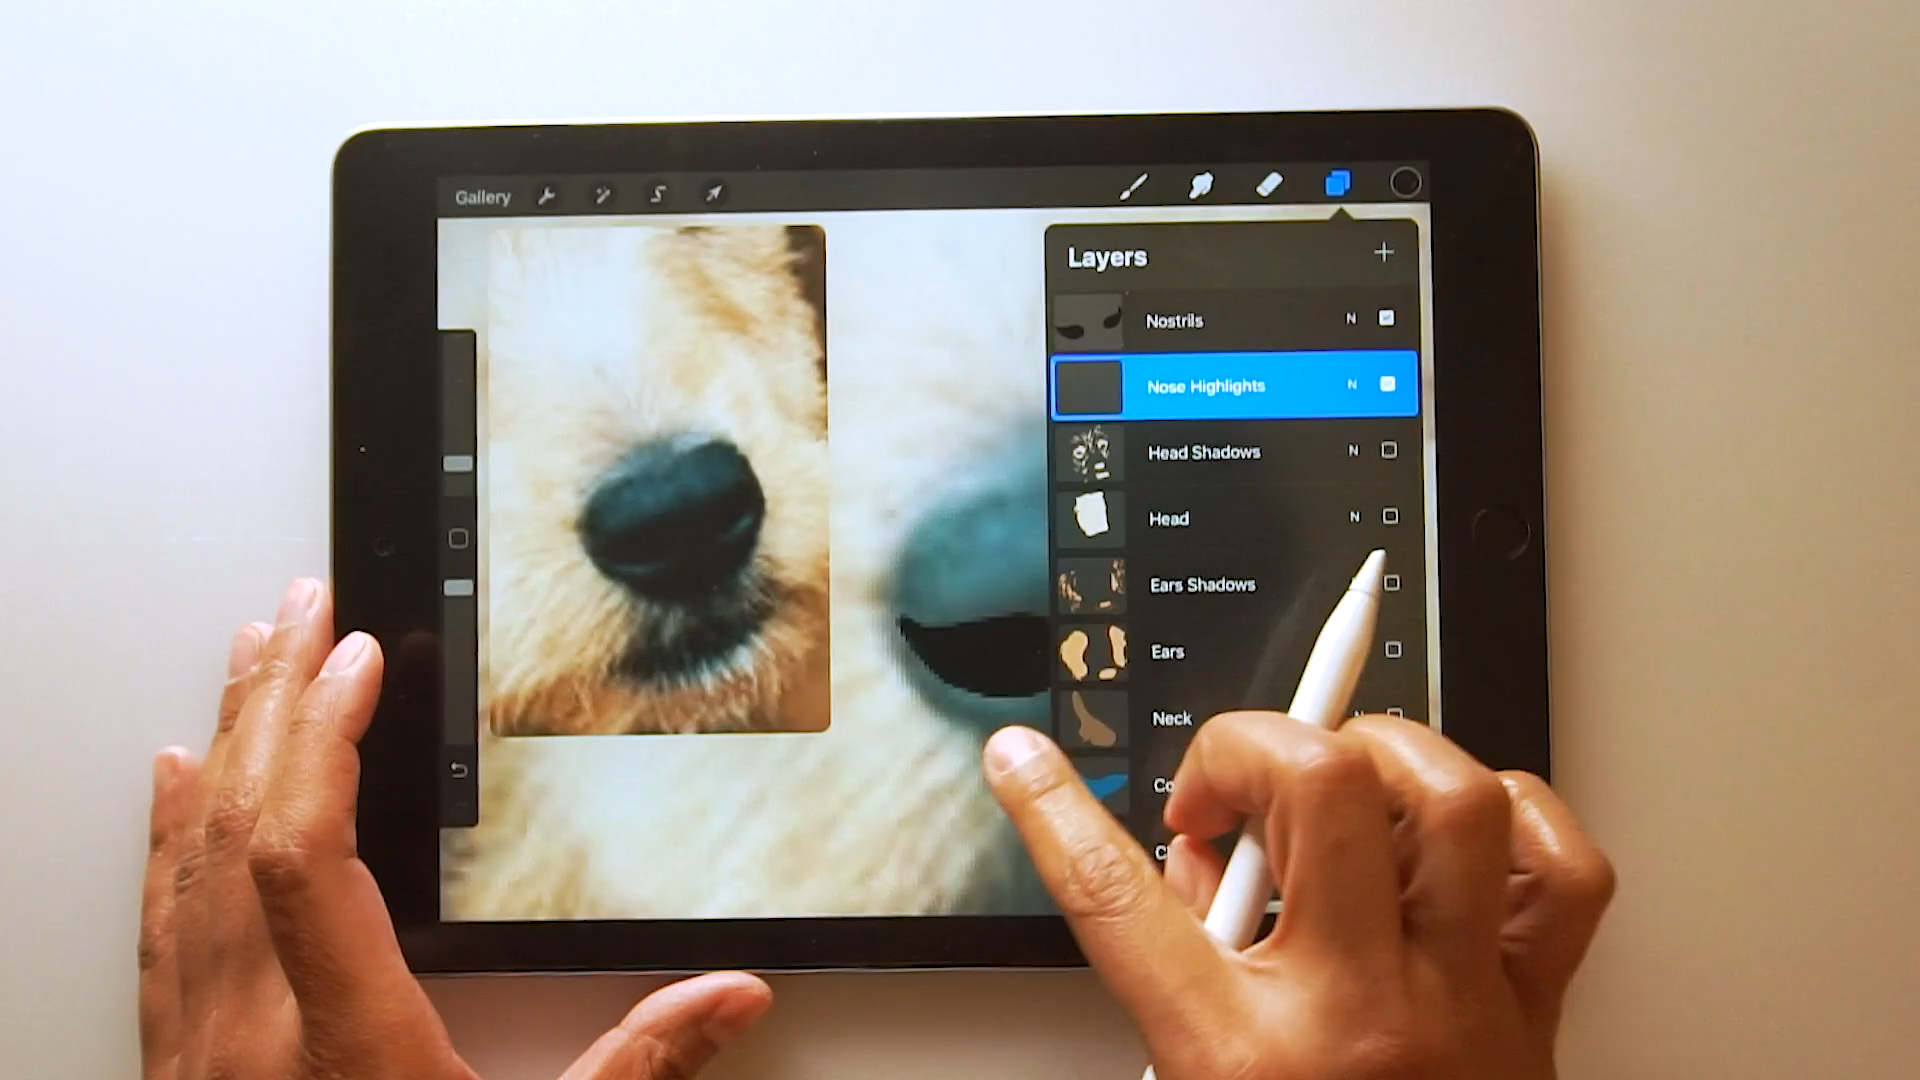 Gallery
Layers
Nostrils N
Nose Highlights N
Head Shadows N
Head N
Ears Shadows
Ears
Neck